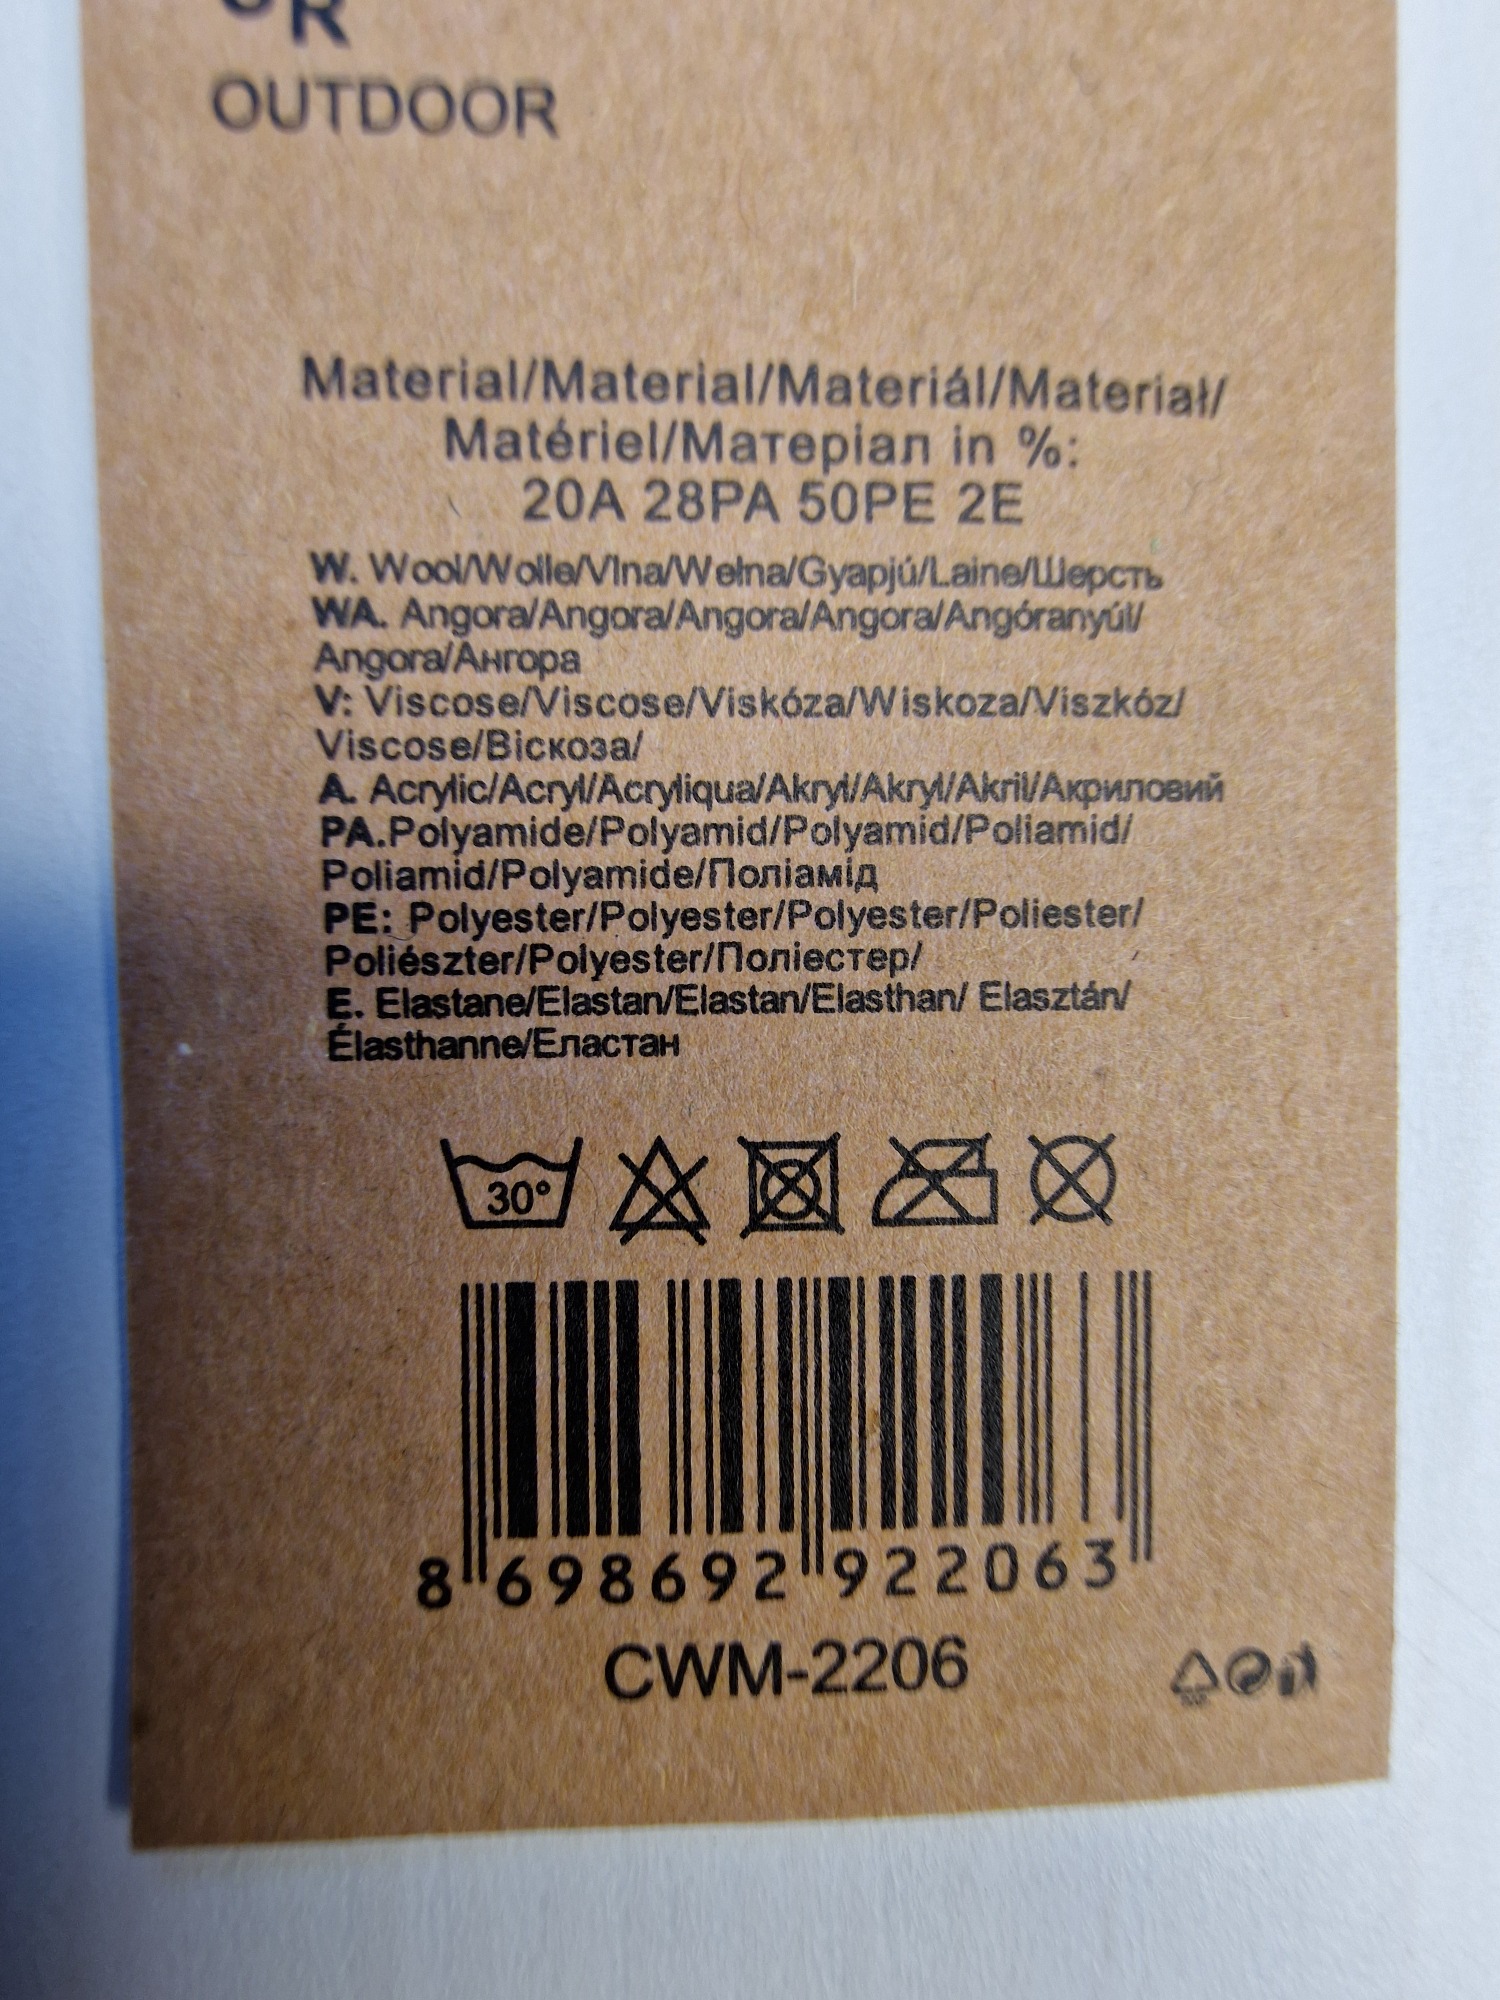 R
OUTDOOR
Material/Material/Materiál/Materiał/
Matériel/Матеріал in %:
20A 28PA 50PE 2E
W. Wool/Wolle/Vlna/Wełna/Gyapjú/Laine/Шерсть
WA. Angora/Angora/Angora/Angora/Angóranyúl/
Angora/Ангора
V: Viscose/Viscose/Viskóza/Wiskoza/Viszkóz/
Viscose/Віскоза/
A. Acrylic/Acryl/Acryliqua/Akryl/Akryl/Akril/Акриловий
PA.Polyamide/Polyamid/Polyamid/Poliamid/
Poliamid/Polyamide/Поліамід
PE: Polyester/Polyester/Polyester/Poliester/
Poliészter/Polyester/Поліестер/
E. Elastane/Elastan/Elastan/Elasthan/ Elasztán/
Élasthanne/Еластан
30°
8 698692 922063
CWM-2206